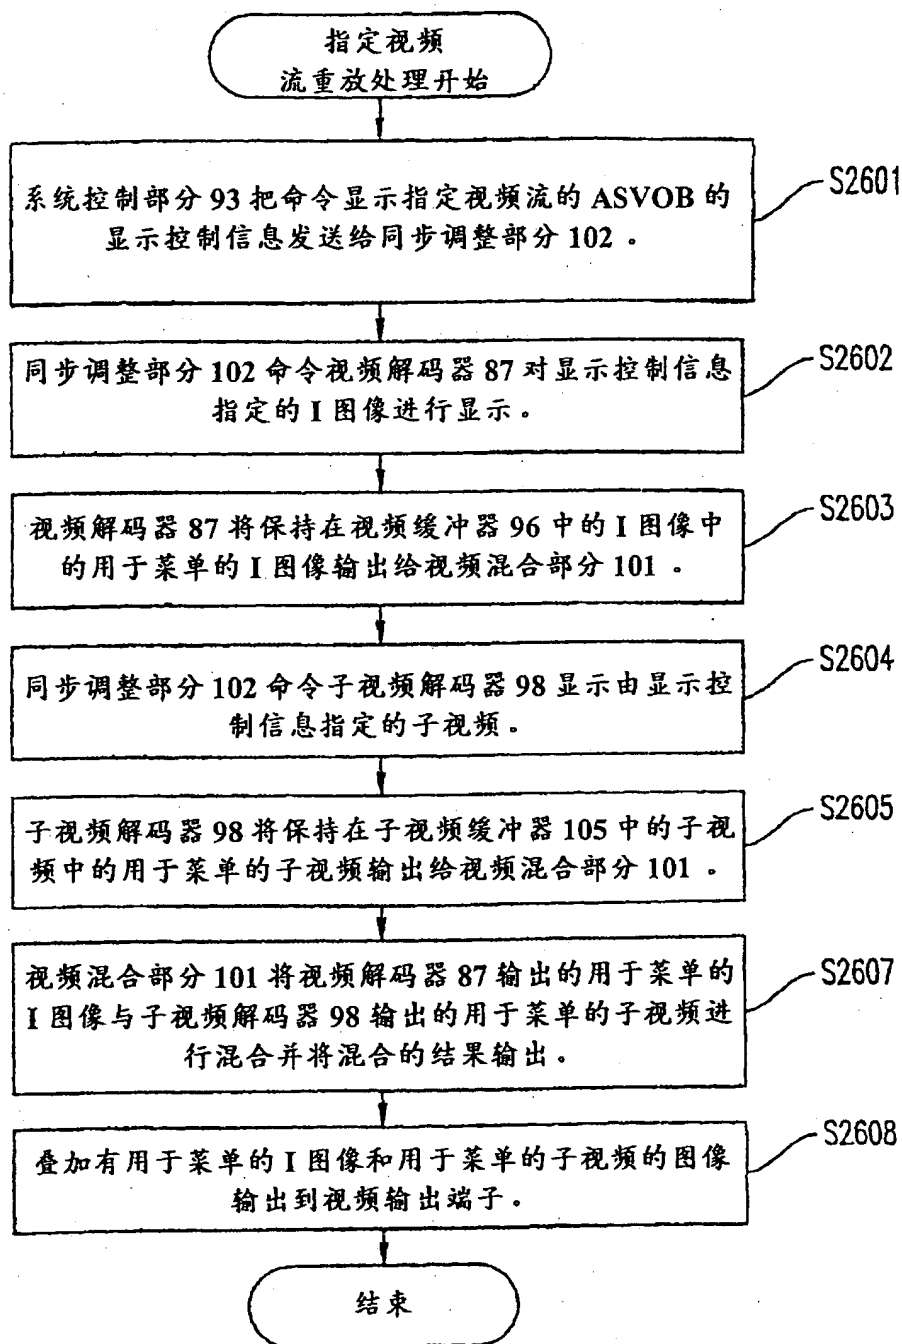 指定视频
流重放处理开始
系统控制部分 93 把命令显示指定视频流的 ASVOB 的
显示控制信息发送给同步调整部分 102 。
S2601
同步调整部分 102 命令视频解码器 87 对显示控制信息
指定的 I 图像进行显示。
S2602
视频解码器 87 将保持在视频缓冲器 96 中的 I 图像中
的用于菜单的 I 图像输出给视频混合部分 101 。
S2603
同步调整部分 102 命令子视频解码器 98 显示由显示控
制信息指定的子视频。
S2604
子视频解码器 98 将保持在子视频缓冲器 105 中的子视
频中的用于菜单的子视频输出给视频混合部分 101 。
S2605
视频混合部分 101 将视频解码器 87 输出的用于菜单的
I 图像与子视频解码器 98 输出的用于菜单的子视频进
行混合并将混合的结果输出。
S2607
叠加有用于菜单的 I 图像和用于菜单的子视频的图像
输出到视频输出端子。
S2608
结束